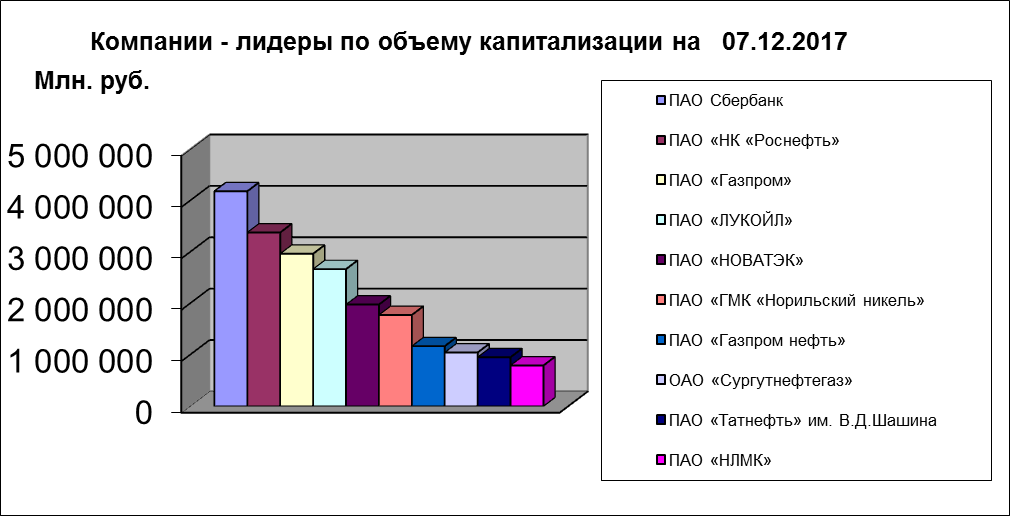 Компании - лидеры по объему капитализации на 07.12.2017
Млн. руб.
5 000 000
4 000 000
3 000 000
2 000 000
1 000 000
0
ПАО Сбербанк
ПАО «НК «Роснефть»
ПАО «Газпром»
ПАО «ЛУКОЙЛ»
ПАО «НОВАТЭК»
ПАО «ГМК «Норильский никель»
ПАО «Газпром нефть»
ОАО «Сургутнефтегаз»
ПАО «Татнефть» им. В.Д.Шашина
ПАО «НЛМК»